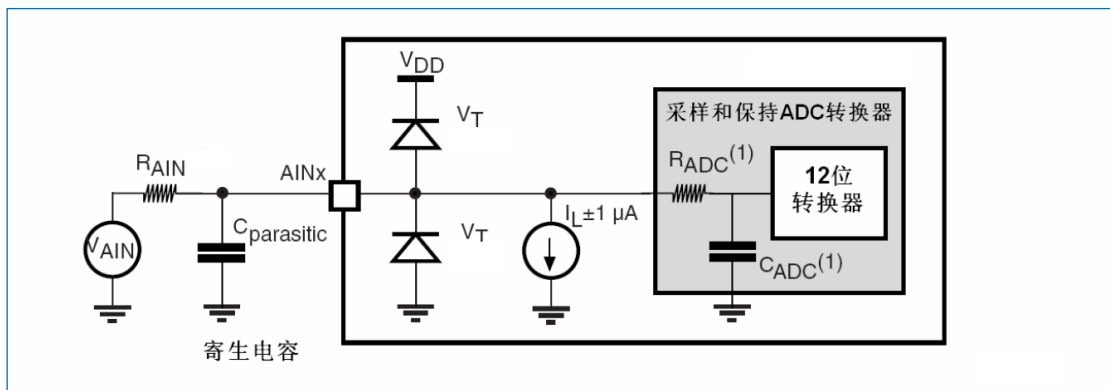 VDD
VT
采样和保持ADC转换器
RAIN
AINx
RADC(1)
12位
转换器
VAIN
Cparasitic
VT
IL±1 μA
CADC(1)
寄生电容